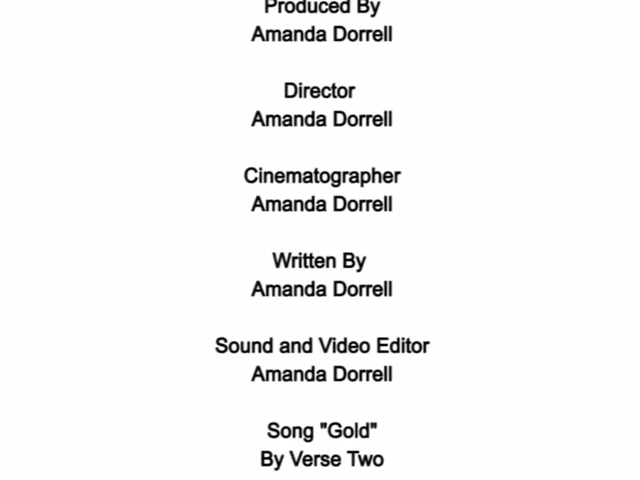 Produced By
Amanda Dorrell
Director
Amanda Dorrell
Cinematographer
Amanda Dorrell
Written By
Amanda Dorrell
Sound and Video Editor
Amanda Dorrell
Song "Gold"
By Verse Two